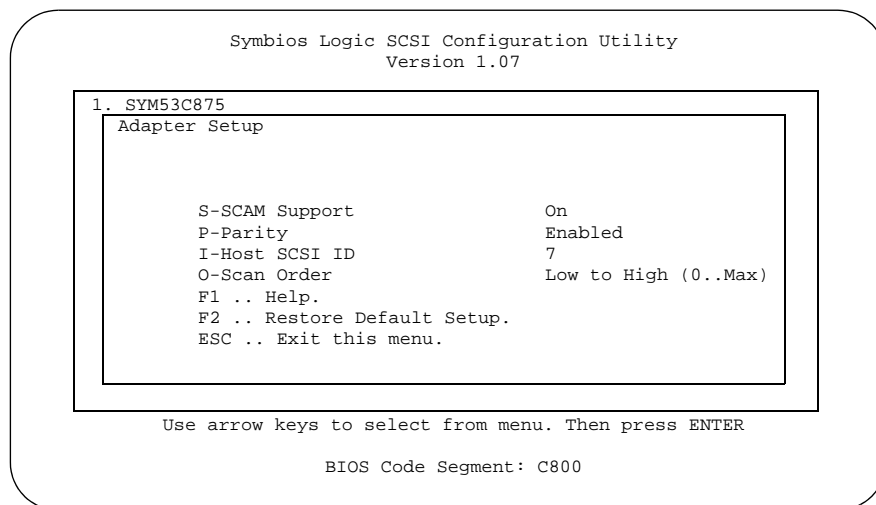 Symbios Logic SCSI Configuration Utility
Version 1.07
1. SYM53C875
Adapter Setup
S-SCAM Support On
P-Parity Enabled
I-Host SCSI ID 7
O-Scan Order Low to High (0..Max)
F1 .. Help.
F2 .. Restore Default Setup.
ESC .. Exit this menu.
Use arrow keys to select from menu. Then press ENTER
BIOS Code Segment: C800